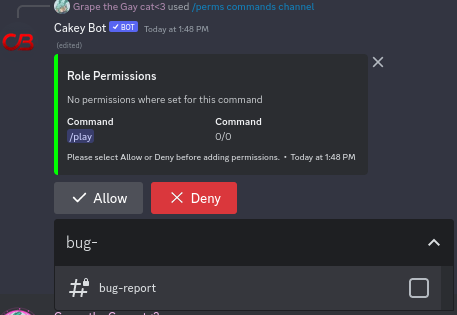 Grape the Gay cat<3 used /perms commands channel
CB
Cakey Bot ✓ BOT Today at 1:48 PM
(edited)
Role Permissions
No permissions where set for this command
Command Command
/play 0/0
Please select Allow or Deny before adding permissions. • Today at 1:48 PM
Allow Deny
bug-
bug-report